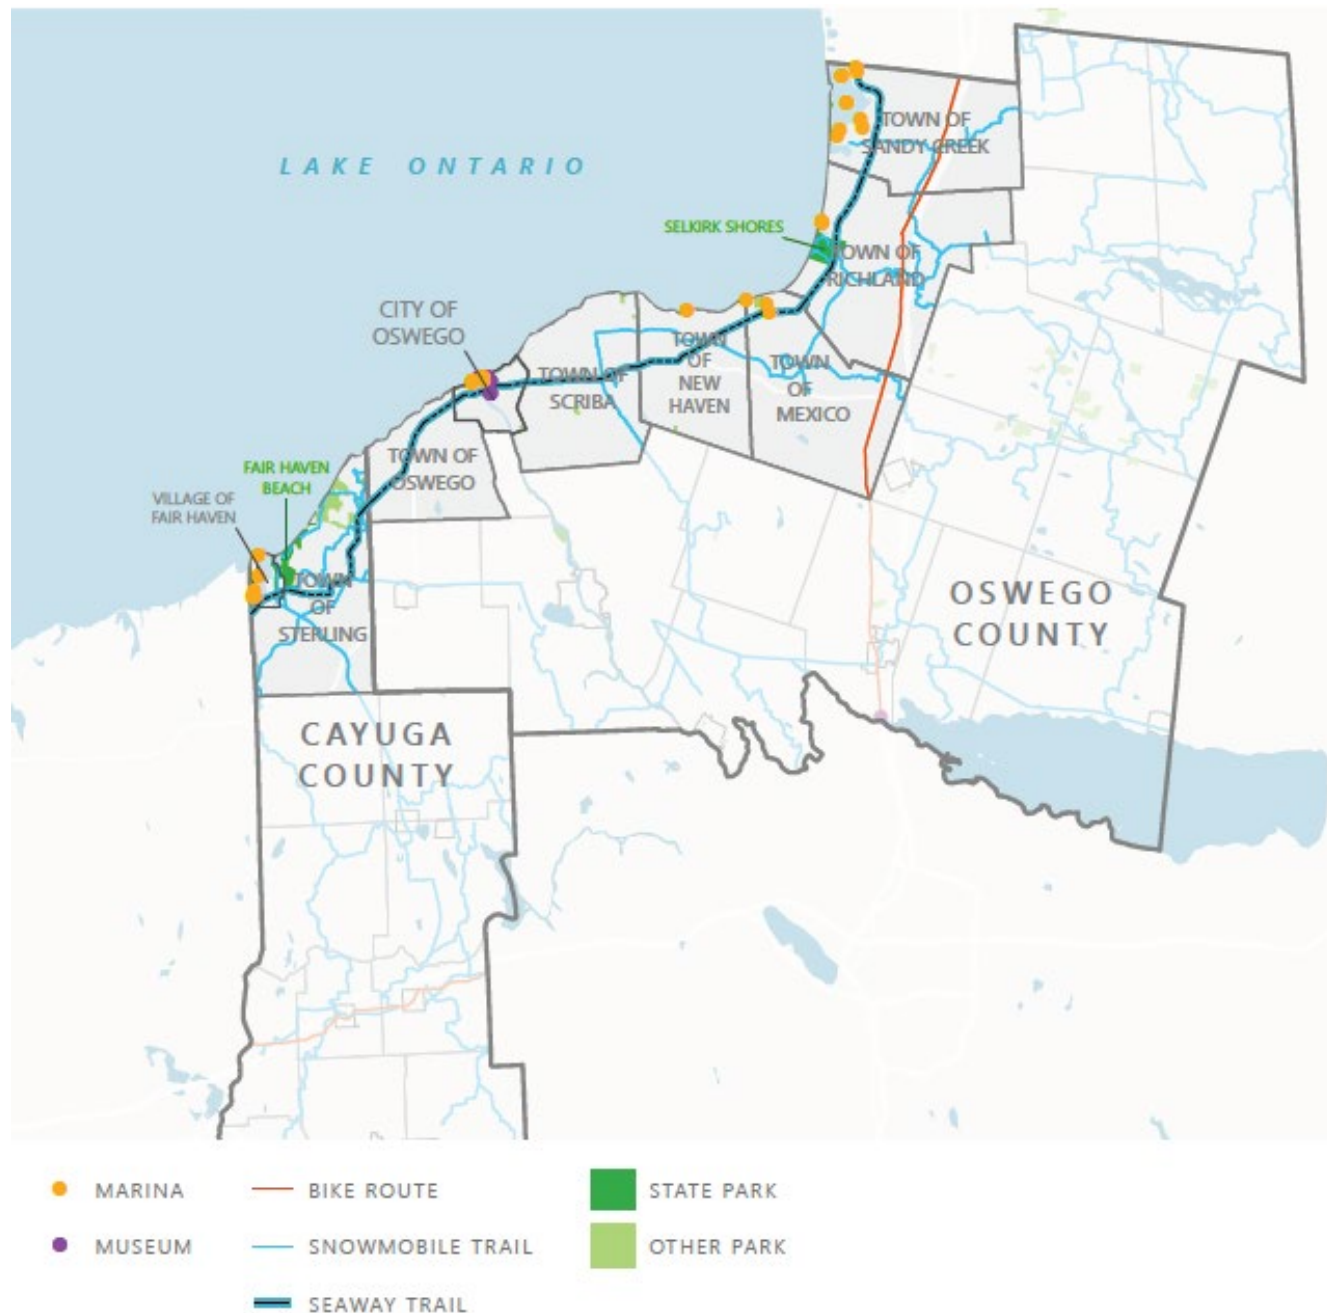 LAKE ONTARIO
TOWN OF
SANDY CREEK
SELKIRK SHORES
TOWN OF
RICHLAND
CITY OF
OSWEGO
TOWN OF
SCRIBA
TOWN
OF
NEW
HAVEN
TOWN
OF
MEXICO
TOWN OF
OSWEGO
FAIR HAVEN
BEACH
VILLAGE OF
FAIR HAVEN
TOWN
OF
STERLING
OSWEGO
COUNTY
CAYUGA
COUNTY
MARINA
BIKE ROUTE
STATE PARK
MUSEUM
SNOWMOBILE TRAIL
OTHER PARK
SEAWAY TRAIL